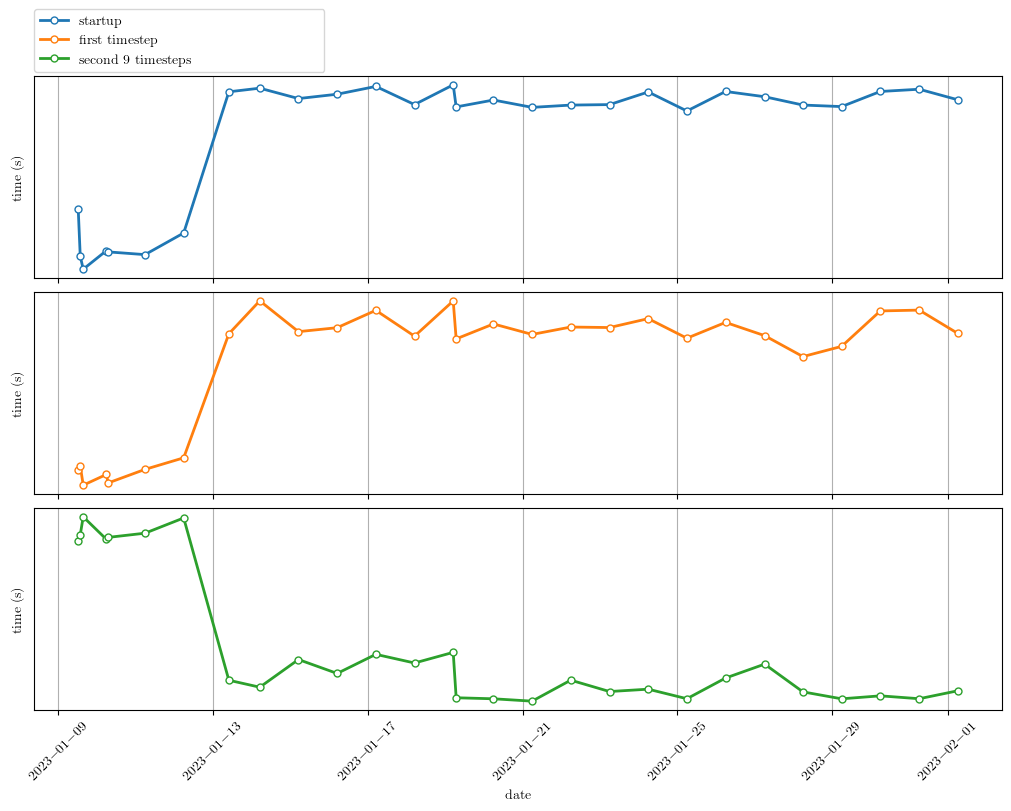 startup
first timestep
second 9 timesteps
time (s)
time (s)
time (s)
2023−01−09
2023−01−13
2023−01−17
2023−01−21
2023−01−25
2023−01−29
2023−02−01
date